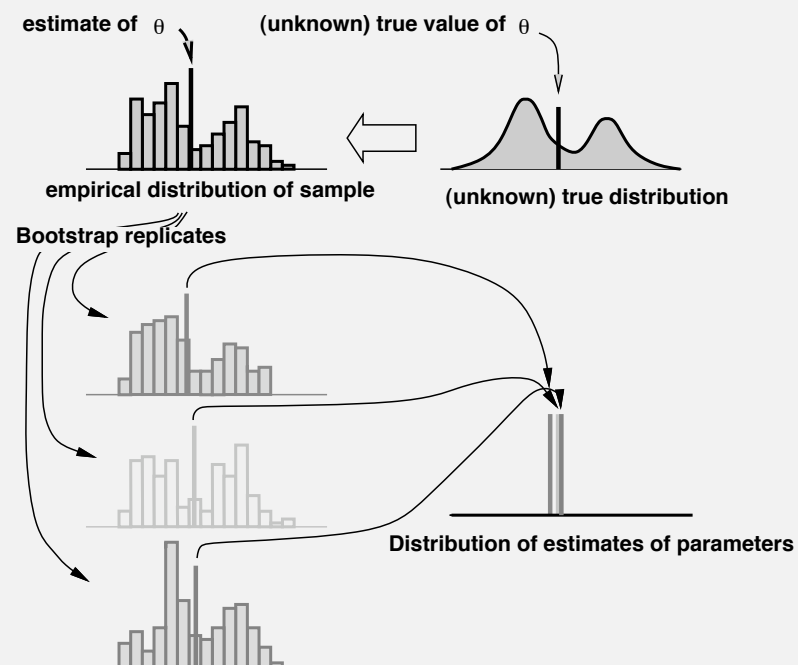 estimate of θ
(unknown) true value of θ
empirical distribution of sample
(unknown) true distribution
Bootstrap replicates
Distribution of estimates of parameters